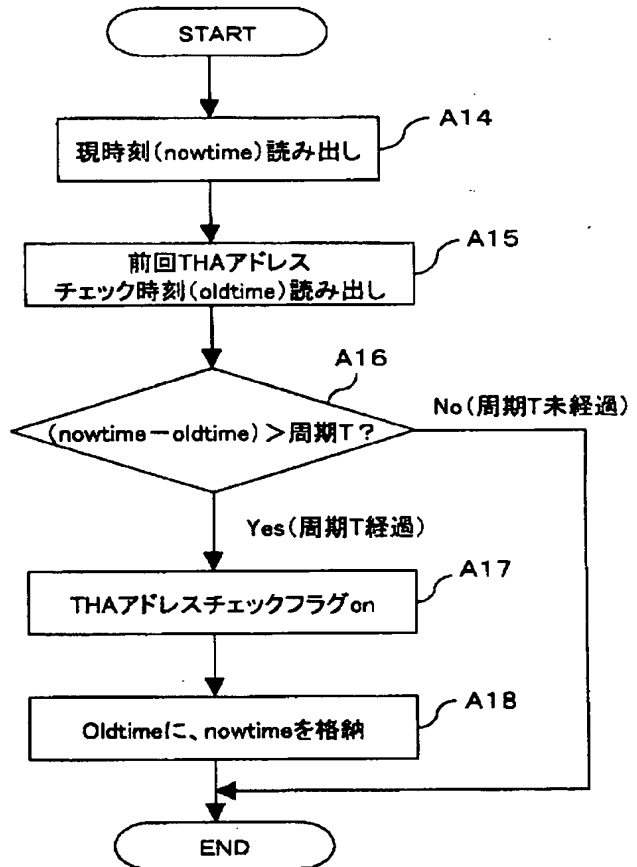 START
A14
現時刻(nowtime)読み出し
A15
前回THAアドレス
チェック時刻(oldtime)読み出し
A16
(nowtime－oldtime)＞周期T?
No(周期T未経過)
Yes(周期T経過)
A17
THAアドレスチェックフラグon
A18
Oldtimeに、nowtimeを格納
END